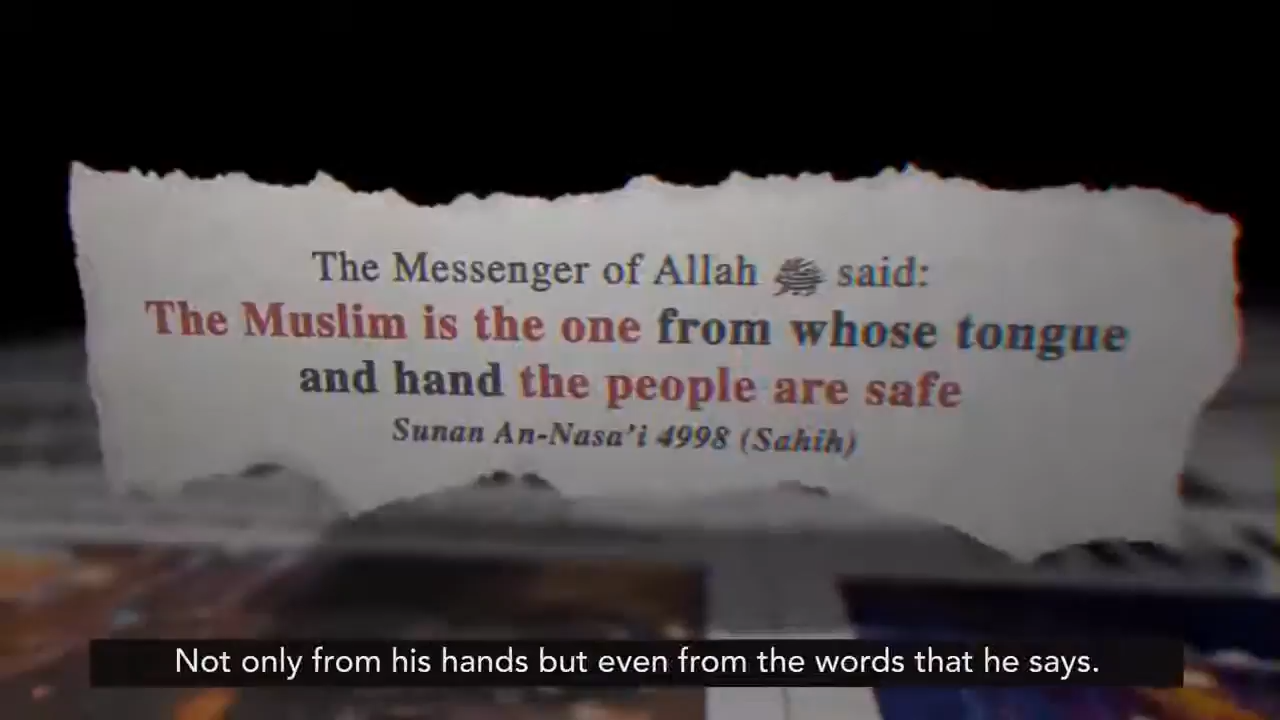 The Messenger of Allah ﷺ said:
The Muslim is the one from whose tongue
and hand the people are safe
Sunan An-Nasa'i 4998 (Sahih)
Not only from his hands but even from the words that he says.